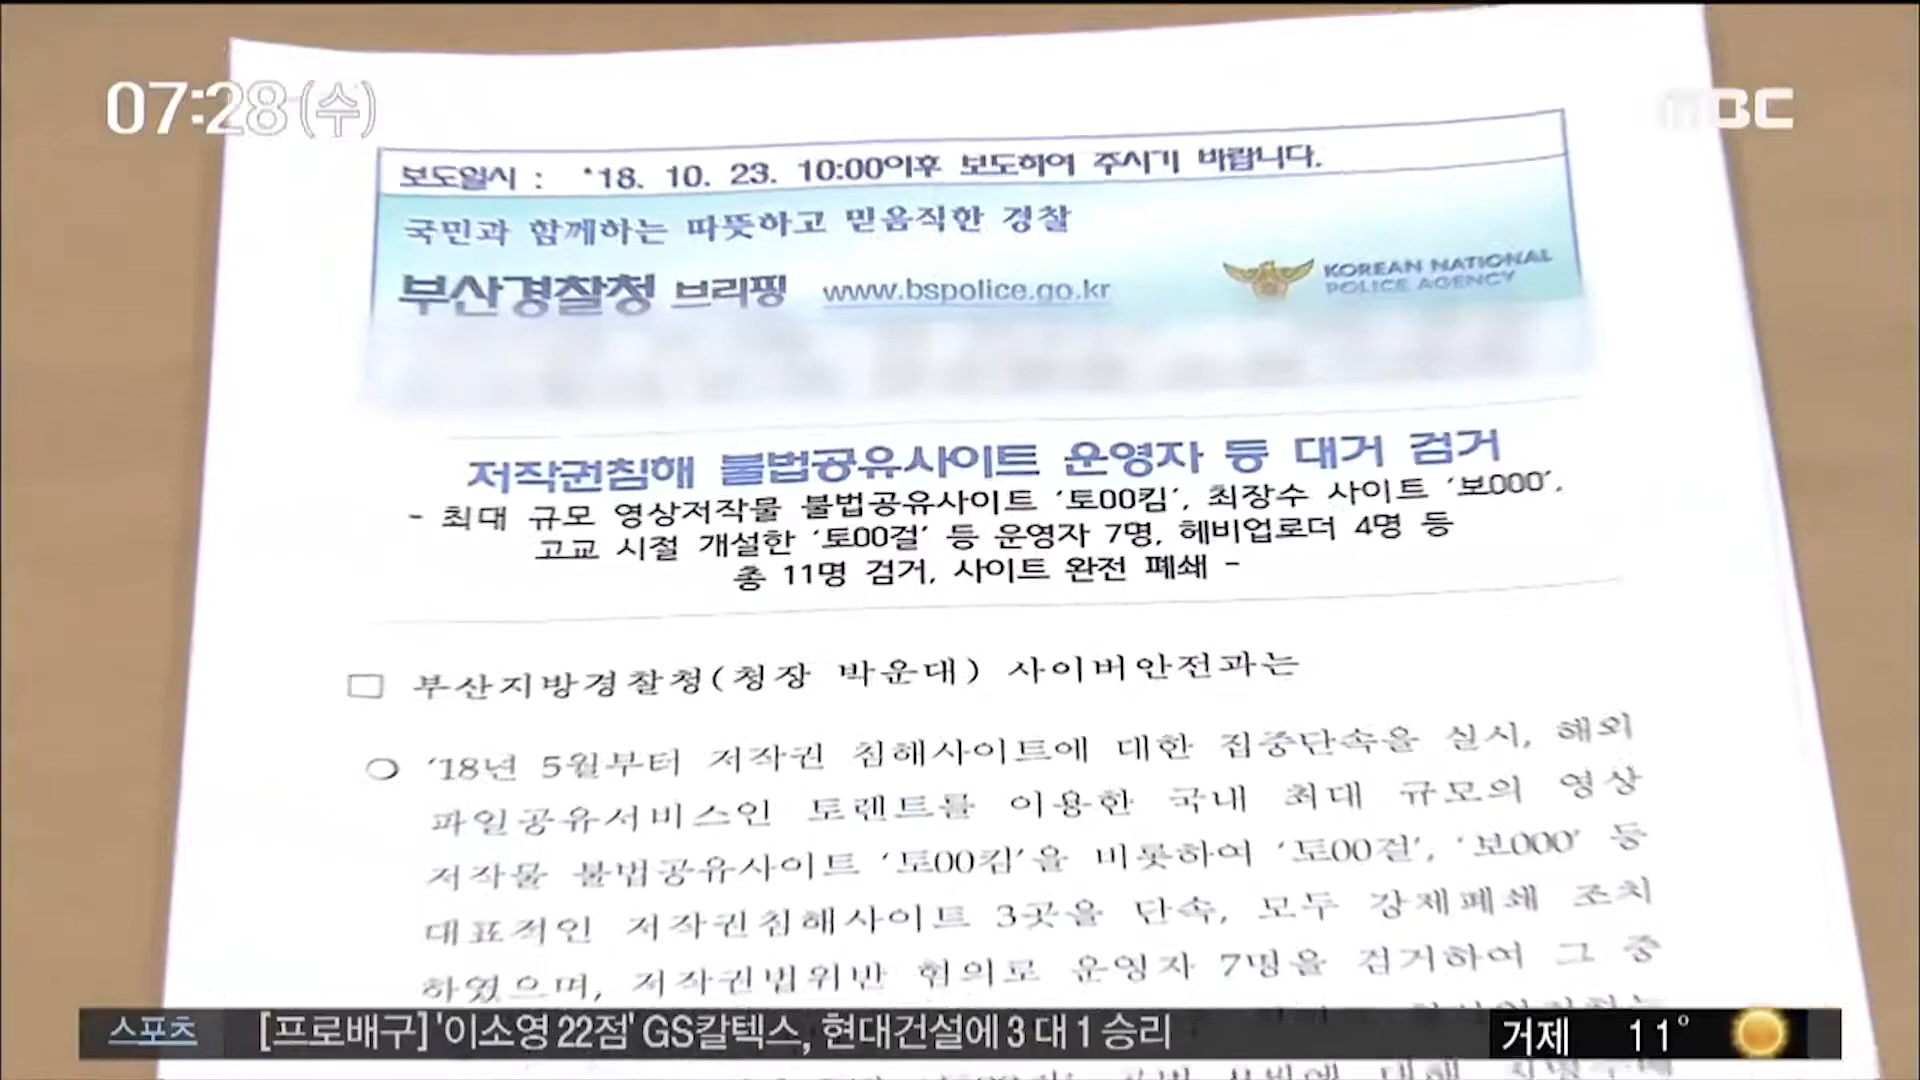 07:28(수)
MBC
보도일시 : '18. 10. 23. 10:00이후 보도하여 주시기 바랍니다.
국민과 함께하는 따뜻하고 믿음직한 경찰
부산경찰청 브리핑 www.bspolice.go.kr
KOREAN NATIONAL
POLICE AGENCY
저작권침해 불법공유사이트 운영자 등 대거 검거
- 최대 규모 영상저작물 불법공유사이트 '토00킴', 최장수 사이트 '보000',
고교 시절 개설한 '토00걸' 등 운영자 7명, 헤비업로더 4명 등
총 11명 검거, 사이트 완전 폐쇄 -
□ 부산지방경찰청(청장 박운대) 사이버안전과는
○ '18년 5월부터 저작권 침해사이트에 대한 집중단속을 실시, 해외
파일공유서비스인 토렌트를 이용한 국내 최대 규모의 영상
저작물 불법공유사이트 '토00킴'을 비롯하여 '토00걸', '보000' 등
대표적인 저작권침해사이트 3곳을 단속, 모두 강제폐쇄 조치
하였으며, 저작권법위반 혐의로 운영자 7명을 검거하여 그 중
스포츠 [프로배구] '이소영 22점' GS칼텍스, 현대건설에 3 대 1 승리
거제 11°